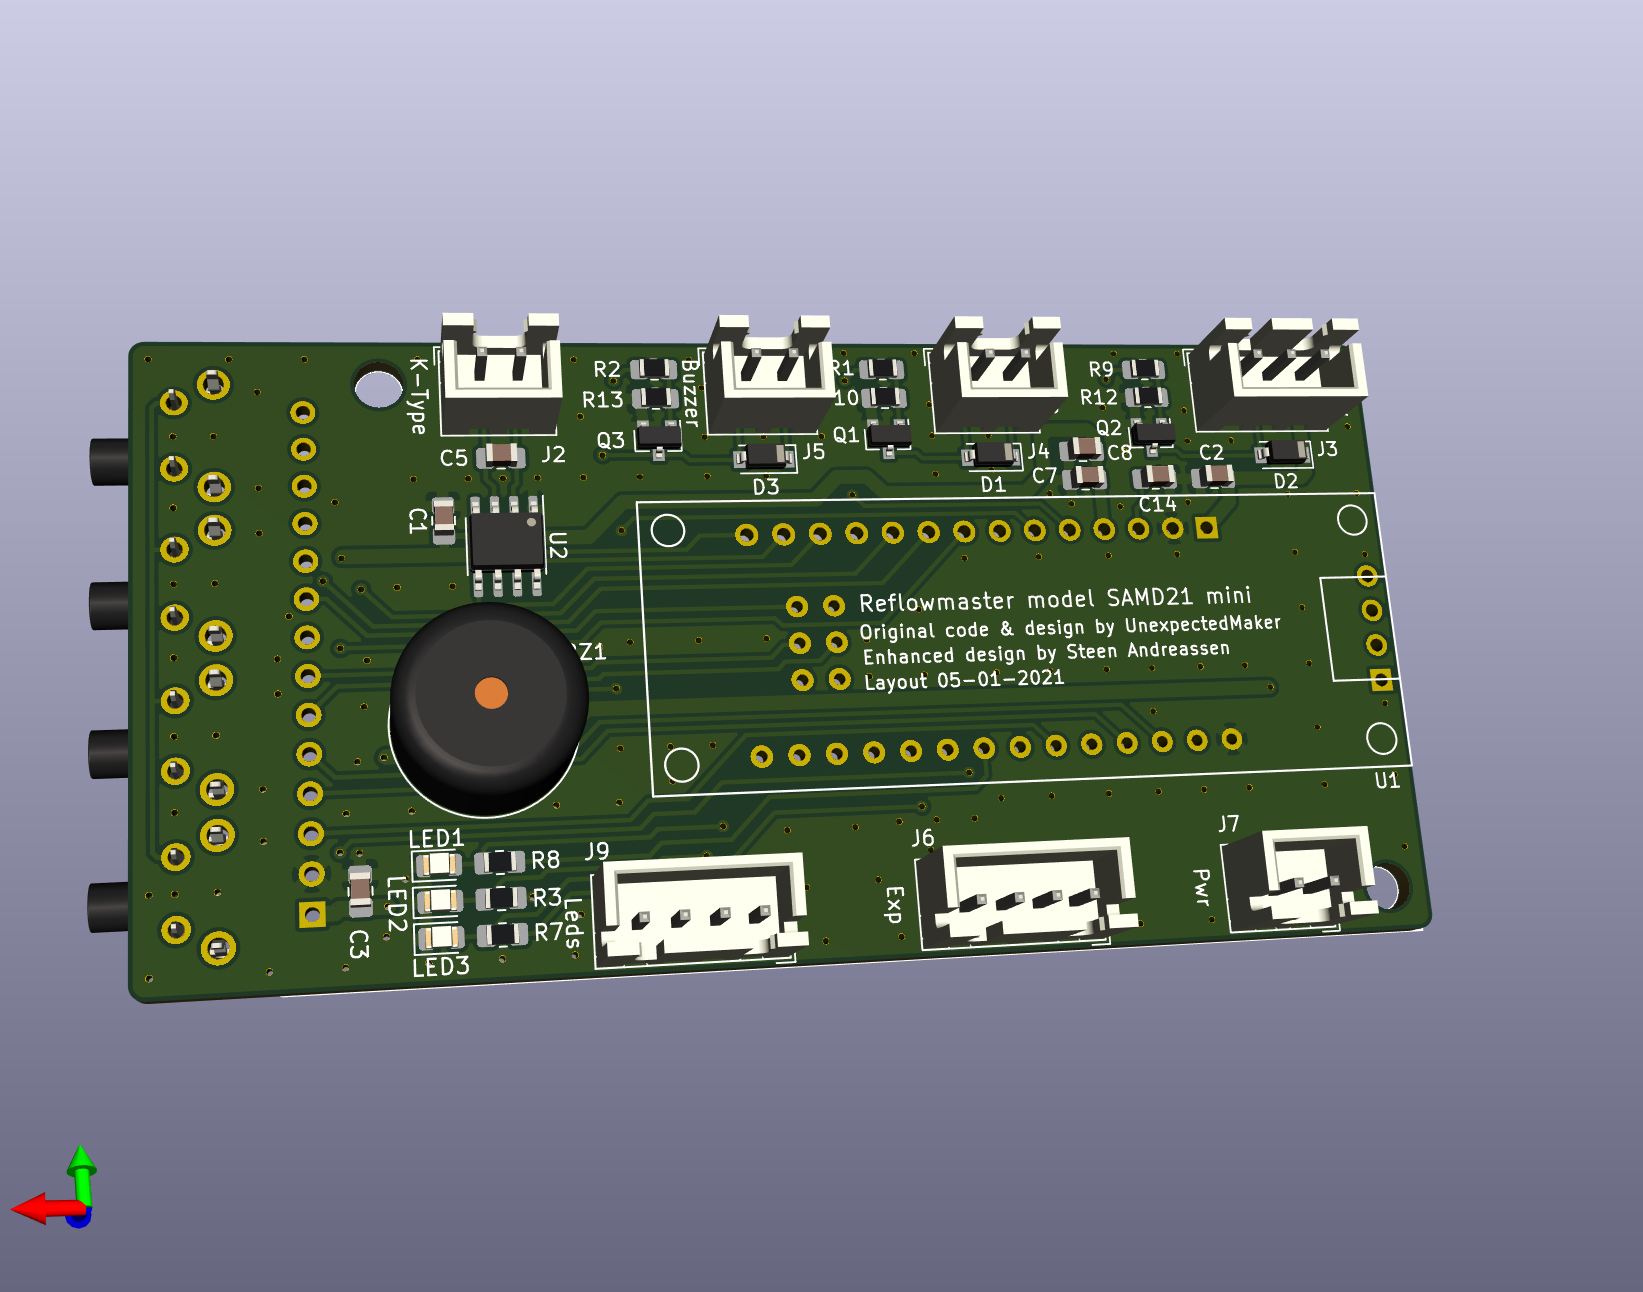 K-Type
C5
J2
R2
R13
Q3
Buzzer
J5
D3
R1
10
Q1
J4
D1
C7
C8
R9
R12
Q2
C2
C14
J3
D2
C1
U2
Z1
Reflowmaster model SAMD21 mini
Original code & design by UnexpectedMaker
Enhanced design by Steen Andreassen
Layout 05-01-2021
U1
LED1
R8
LED2
R3
LED3
R7
C3
Leds
J9
Exp
J6
Pwr
J7